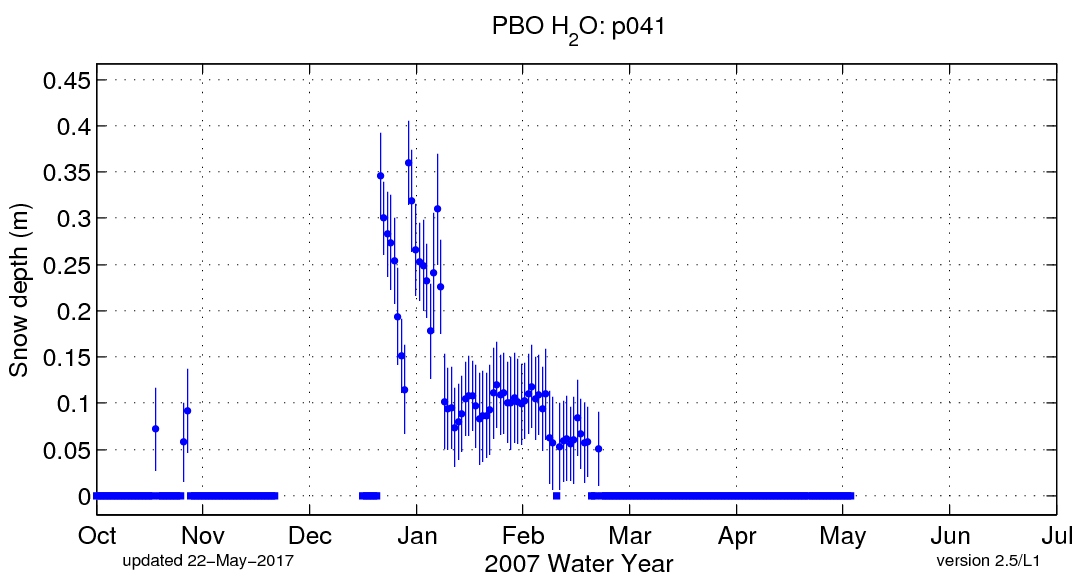 PBO H2O: p041
0.45
0.4
0.35
0.3
0.25
0.2
0.15
0.1
0.05
0
Snow depth (m)
Oct Nov Dec Jan Feb Mar Apr May Jun Jul
updated 22−May−2017 2007 Water Year version 2.5/L1